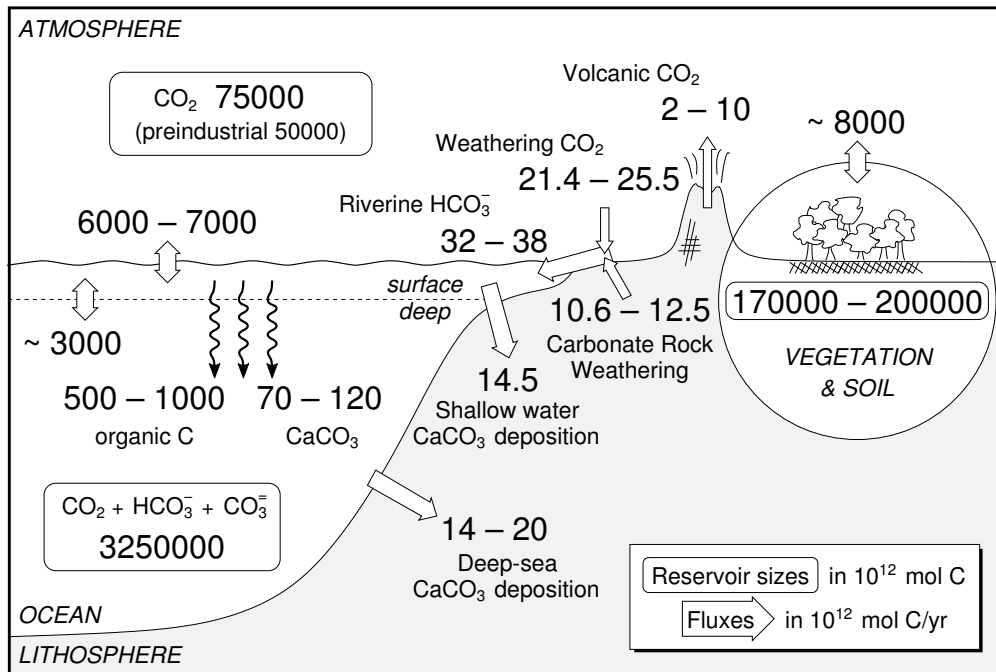 ATMOSPHERE
CO₂ 75000
(preindustrial 50000)
Volcanic CO₂
2 – 10
~ 8000
Weathering CO₂
21.4 – 25.5
6000 – 7000
Riverine HCO₃⁻
32 – 38
surface
deep
~ 3000
10.6 – 12.5
Carbonate Rock
Weathering
170000 – 200000
VEGETATION
& SOIL
500 – 1000
organic C
70 – 120
CaCO₃
14.5
Shallow water
CaCO₃ deposition
CO₂ + HCO₃⁻ + CO₃⁼
3250000
14 – 20
Deep-sea
CaCO₃ deposition
Reservoir sizes in 10¹² mol C
Fluxes in 10¹² mol C/yr
OCEAN
LITHOSPHERE